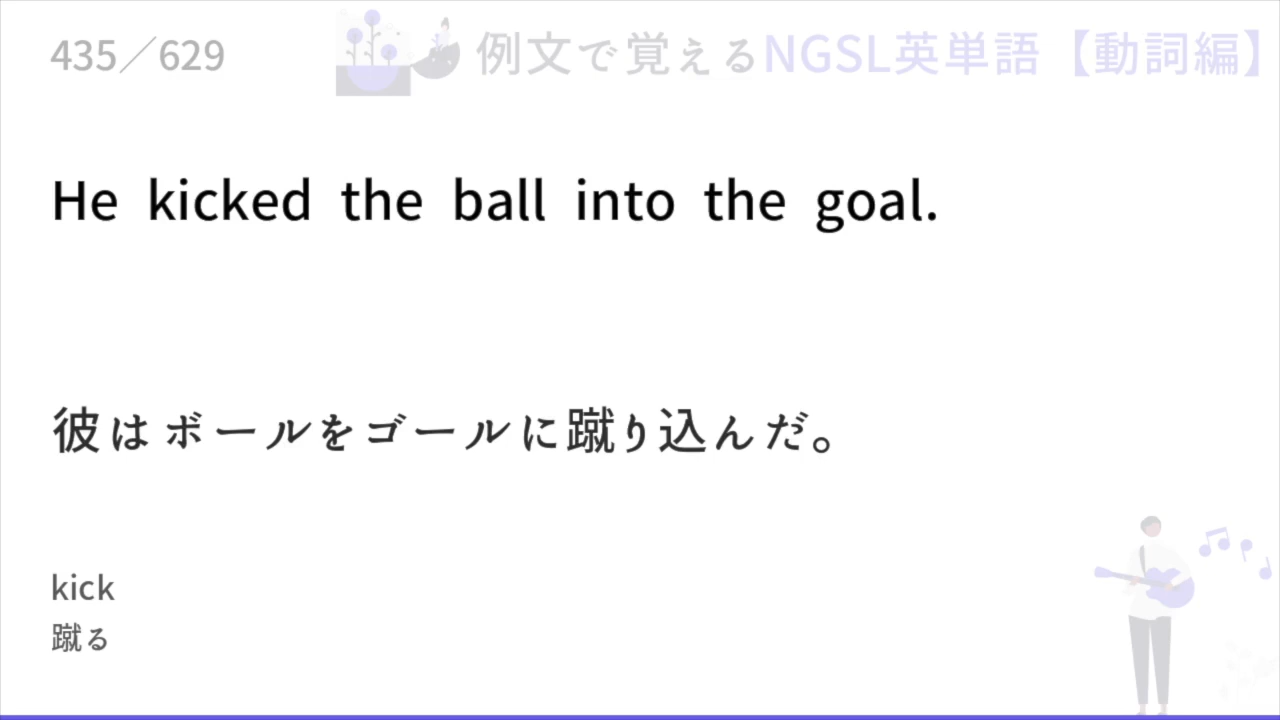 435／629
例文で覚えるNGSL英単語【動詞編】
He kicked the ball into the goal.
彼はボールをゴールに蹴り込んだ。
kick
蹴る